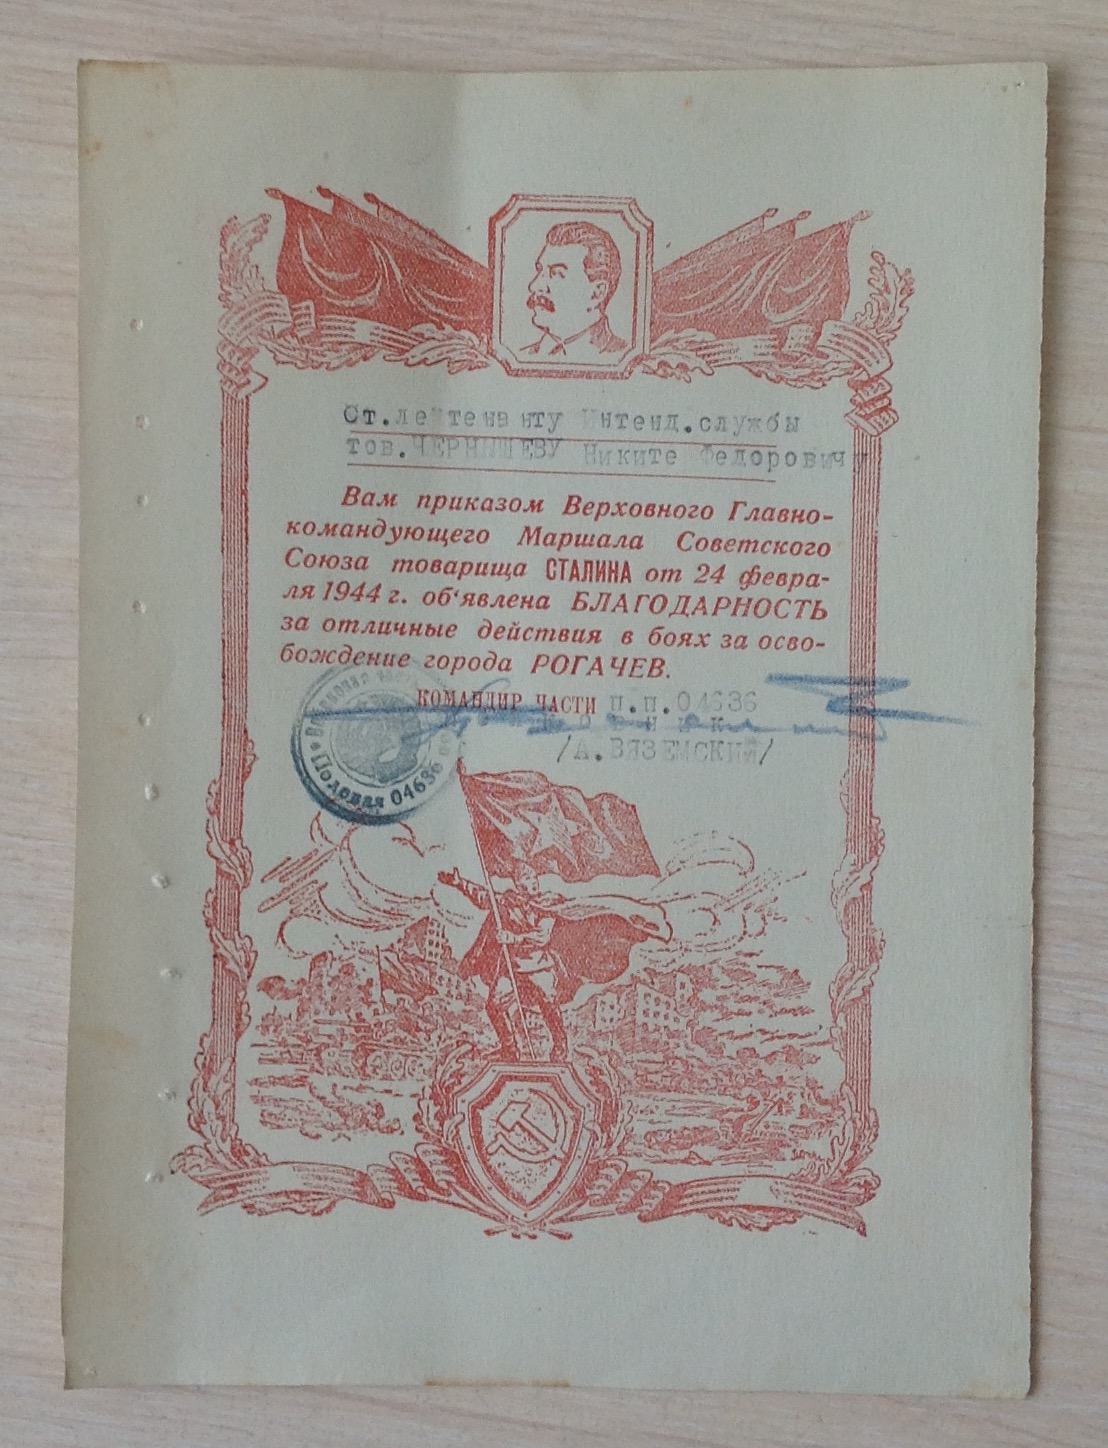 Ст.лейтенанту Интенд.службы
тов.ЧЕРНЫШЕВУ Никите Федоровичу
Вам приказом Верховного Главно-
командующего Маршала Советского
Союза товарища СТАЛИНА от 24 февра-
ля 1944 г. об‘явлена БЛАГОДАРНОСТЬ
за отличные действия в боях за осво-
бождение города РОГАЧЕВ.
КОМАНДИР ЧАСТИ П.П.04636
/А.ВЯЗЕМСКИЙ/
Полевая 04636